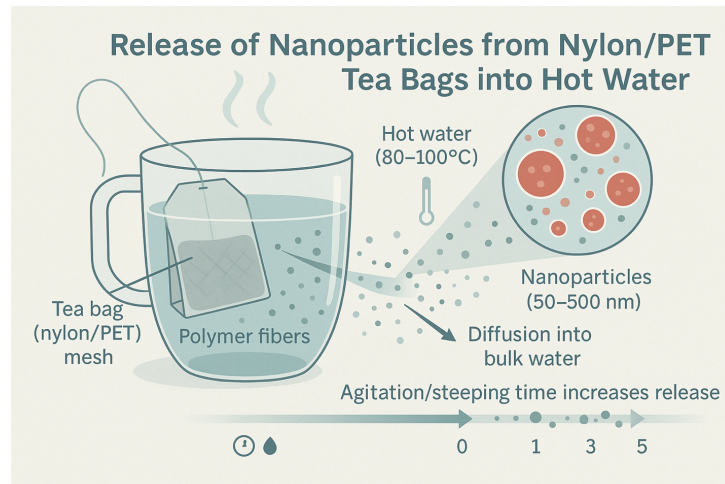 Release of Nanoparticles from Nylon/PET
Tea Bags into Hot Water
Hot water
(80–100°C)
Nanoparticles
(50–500 nm)
Tea bag
(nylon/PET)
mesh
Polymer fibers
Diffusion into
bulk water
Agitation/steeping time increases release
0 1 3 5